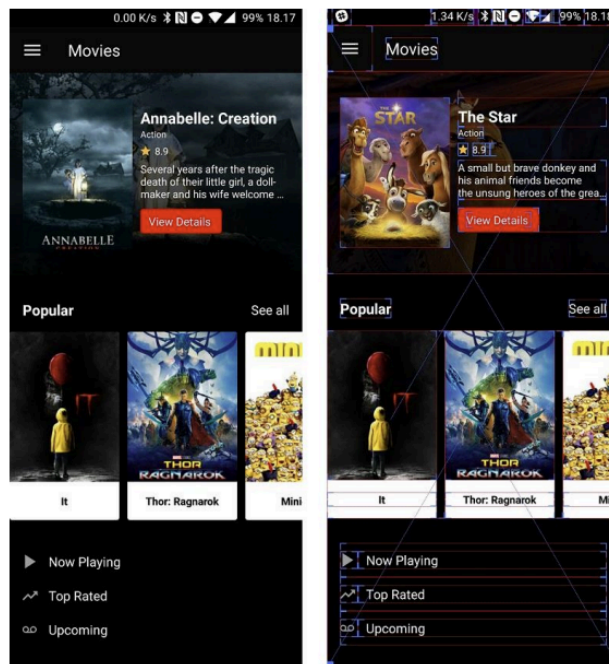 0.00 K/s 99% 18.17
Movies
Annabelle: Creation
Action
8.9
Several years after the tragic
death of their little girl, a doll-
maker and his wife welcome ...
View Details
ANNABELLE
CREATION
Popular See all
THOR
RAGNAROK
It Thor: Ragnarok Mini
Now Playing
Top Rated
Upcoming
1.34 K/s 99% 18.18
Movies
THE
STAR
The Star
Action
8.9
A small but brave donkey and
his animal friends become
the unsung heroes of the grea...
View Details
Popular See all
THOR
RAGNAROK
It Thor: Ragnarok Mi
Now Playing
Top Rated
Upcoming